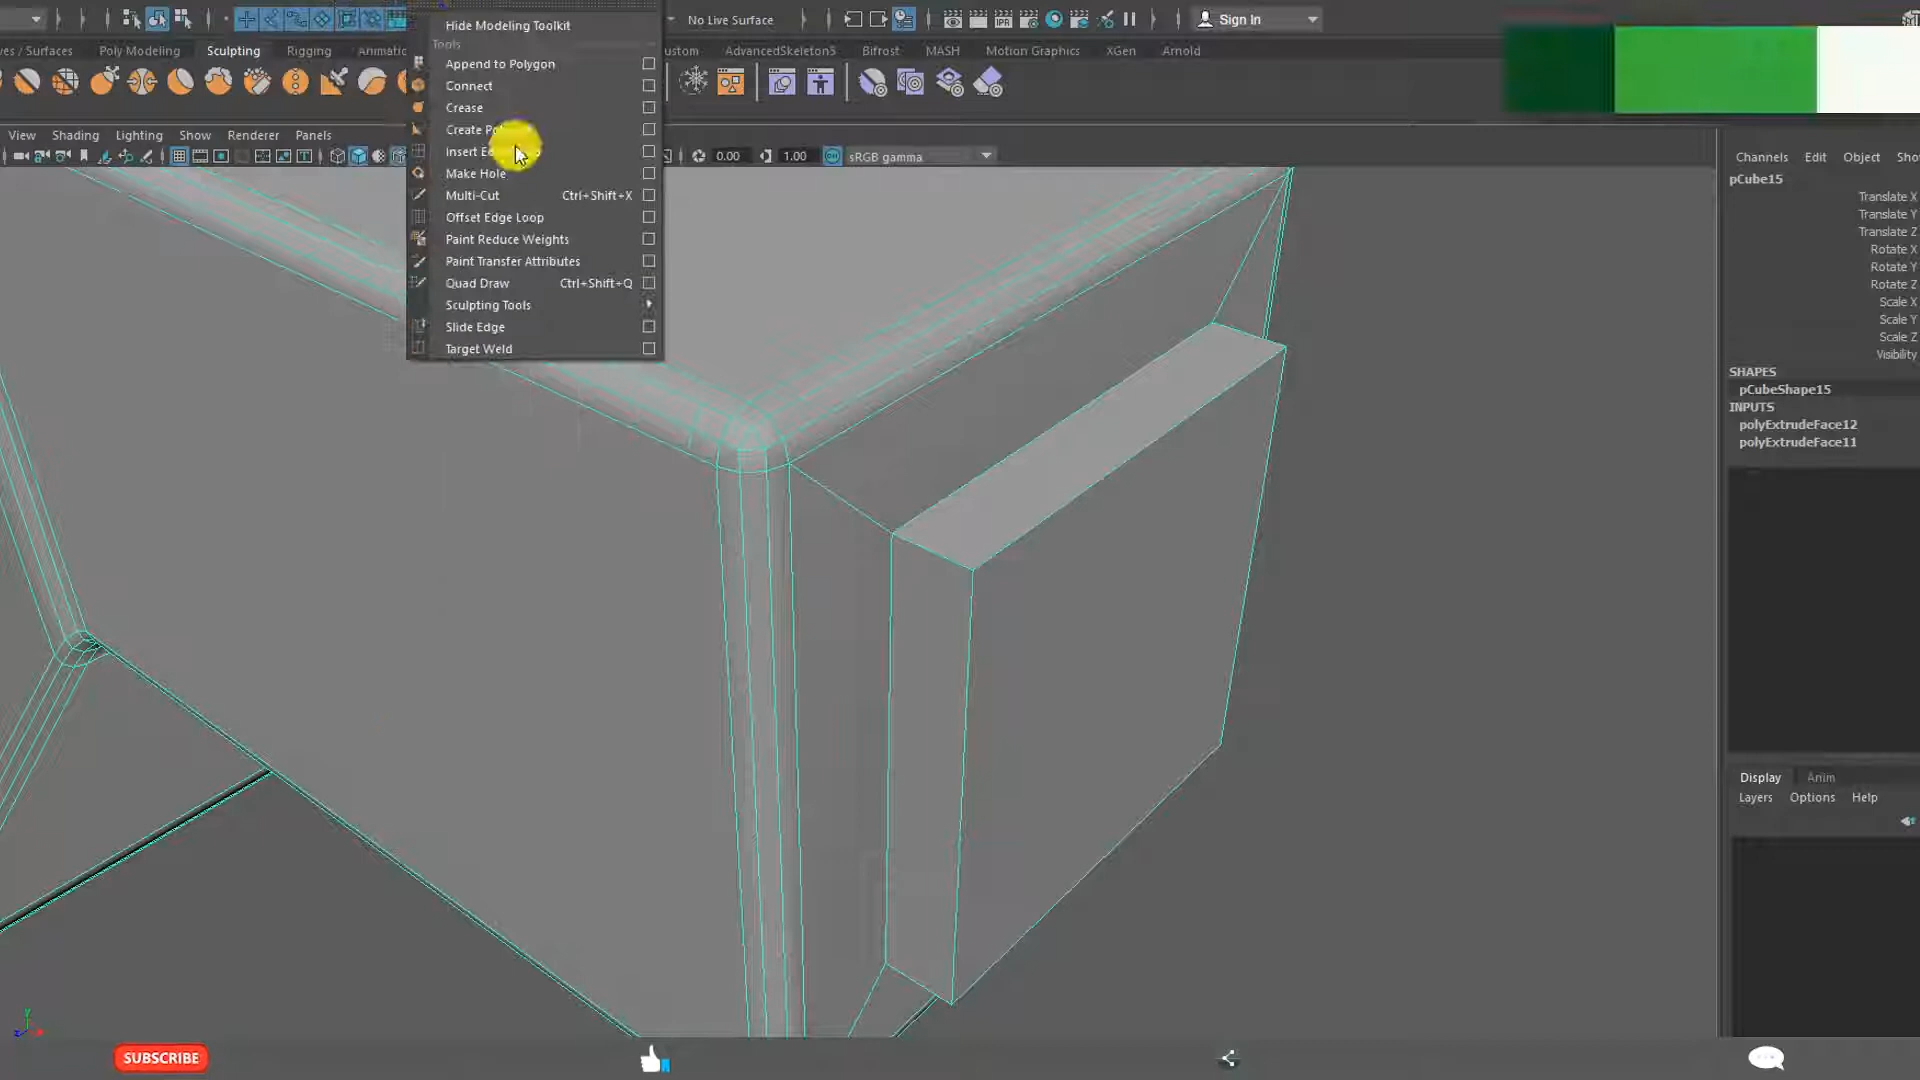 No Live Surface
Sign In
Hide Modeling Toolkit
Tools
ves / Surfaces
Poly Modeling
Sculpting
Rigging
Animatio
ustom
AdvancedSkeleton5
Bifrost
MASH
Motion Graphics
XGen
Arnold
IPR
Append to Polygon
Connect
Crease
Create Po
Insert Ed
Make Hole
Multi-Cut Ctrl+Shift+X
Offset Edge Loop
Paint Reduce Weights
Paint Transfer Attributes
Quad Draw Ctrl+Shift+Q
Sculpting Tools
Slide Edge
Target Weld
View Shading Lighting Show Renderer Panels
0.00 1.00 sRGB gamma
Channels Edit Object Sho
pCube15
Translate X
Translate Y
Translate Z
Rotate X
Rotate Y
Rotate Z
Scale X
Scale Y
Scale Z
Visibility
SHAPES
pCubeShape15
INPUTS
polyExtrudeFace12
polyExtrudeFace11
Display Anim
Layers Options Help
SUBSCRIBE